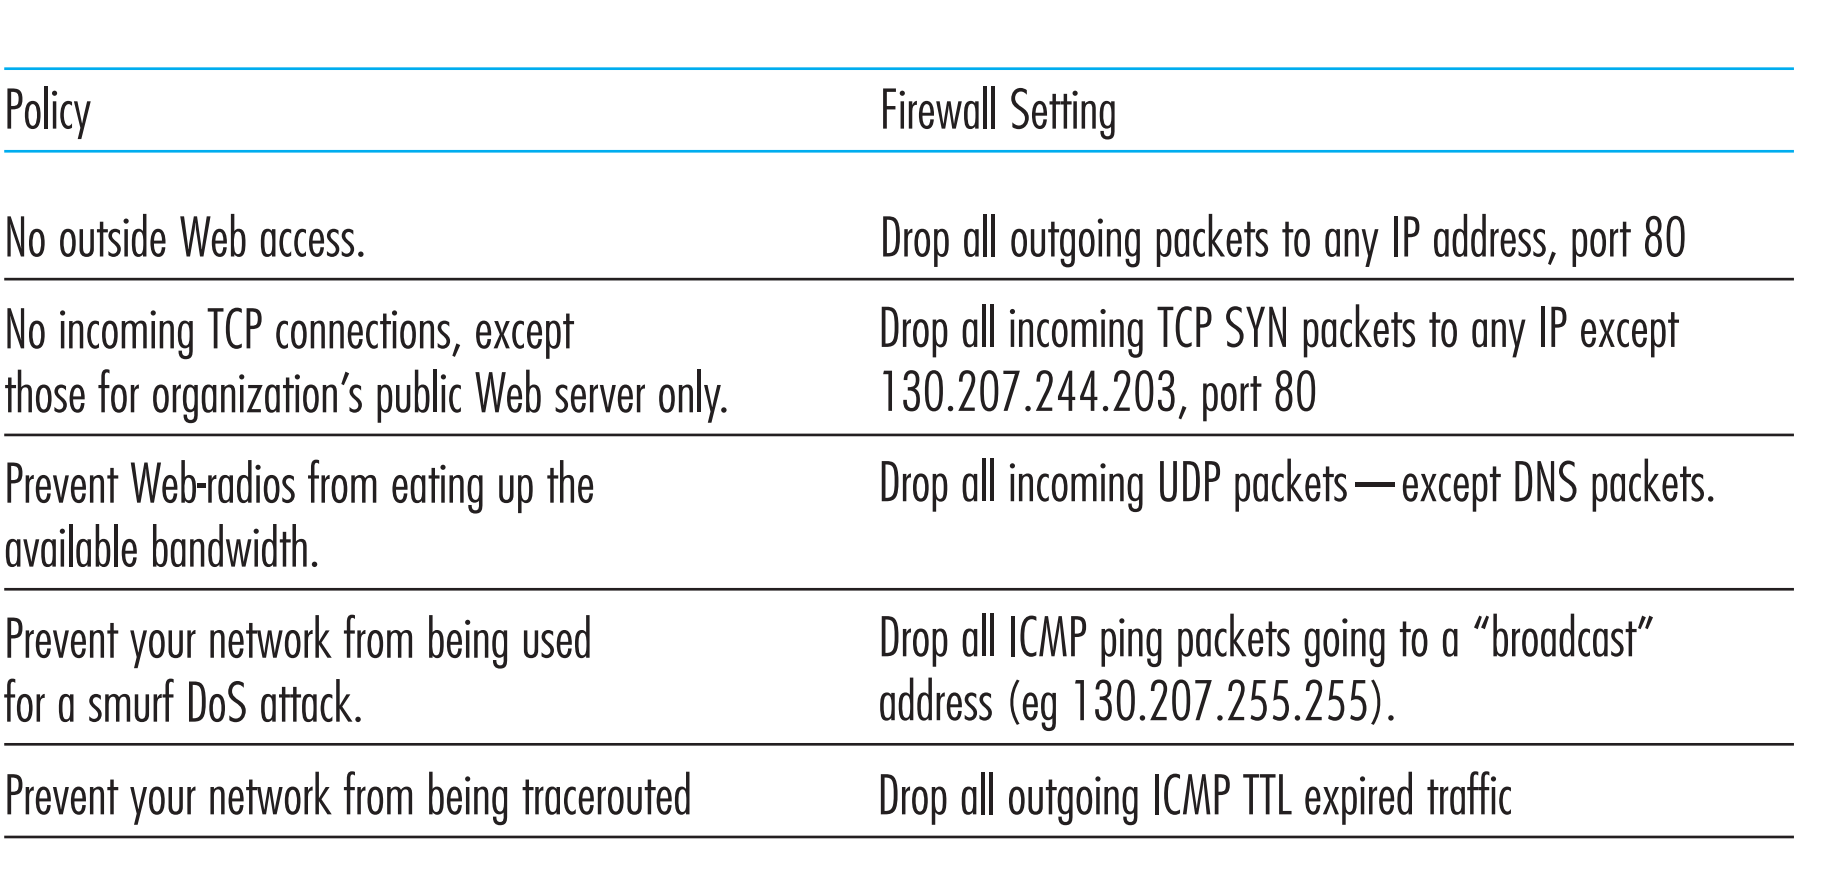 Policy Firewall Setting
No outside Web access. Drop all outgoing packets to any IP address, port 80
No incoming TCP connections, except Drop all incoming TCP SYN packets to any IP except
those for organization’s public Web server only. 130.207.244.203, port 80
Prevent Web-radios from eating up the Drop all incoming UDP packets—except DNS packets.
available bandwidth.
Prevent your network from being used Drop all ICMP ping packets going to a “broadcast”
for a smurf DoS attack. address (eg 130.207.255.255).
Prevent your network from being tracerouted Drop all outgoing ICMP TTL expired traffic